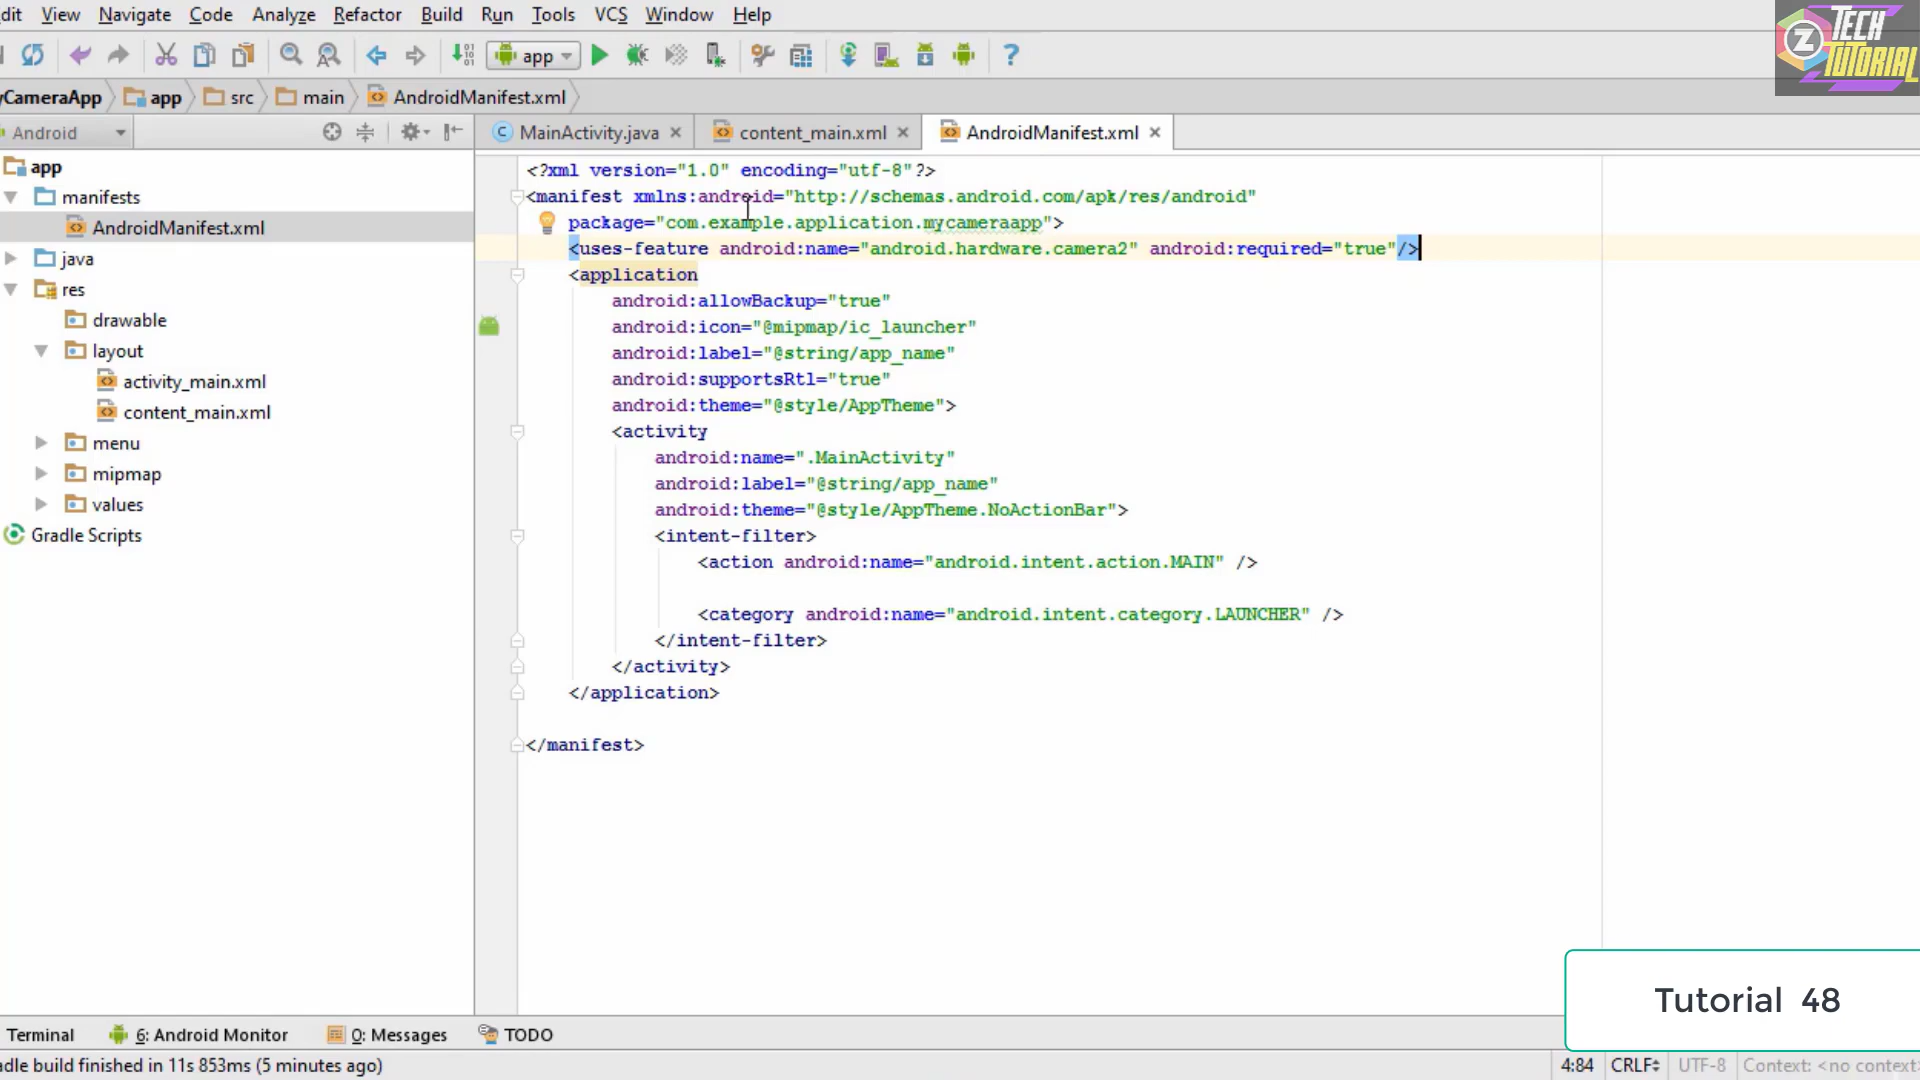 dit View Navigate Code Analyze Refactor Build Run Tools VCS Window Help
Z TECH TUTORIAL
app
yCameraApp app src main AndroidManifest.xml
Android
MainActivity.java content_main.xml AndroidManifest.xml
app
manifests
AndroidManifest.xml
java
res
drawable
layout
activity_main.xml
content_main.xml
menu
mipmap
values
Gradle Scripts
<?xml version="1.0" encoding="utf-8"?>
<manifest xmlns:android="http://schemas.android.com/apk/res/android"
package="com.example.application.mycameraapp">
<uses-feature android:name="android.hardware.camera2" android:required="true"/>
<application
android:allowBackup="true"
android:icon="@mipmap/ic_launcher"
android:label="@string/app_name"
android:supportsRtl="true"
android:theme="@style/AppTheme">
<activity
android:name=".MainActivity"
android:label="@string/app_name"
android:theme="@style/AppTheme.NoActionBar">
<intent-filter>
<action android:name="android.intent.action.MAIN" />
<category android:name="android.intent.category.LAUNCHER" />
</intent-filter>
</activity>
</application>
</manifest>
Tutorial 48
Terminal 6: Android Monitor 0: Messages TODO
adle build finished in 11s 853ms (5 minutes ago)
4:84 CRLF UTF-8 Context: <no context